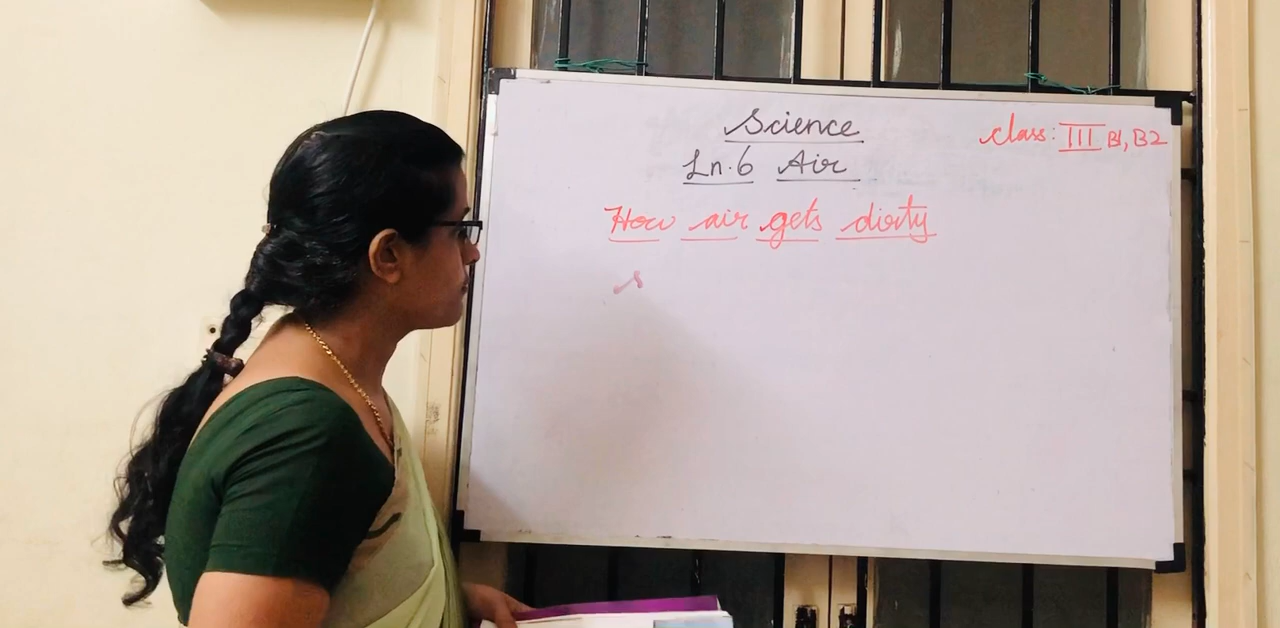 Science
class: III B1, B2
Ln.6 Air
How air gets dirty